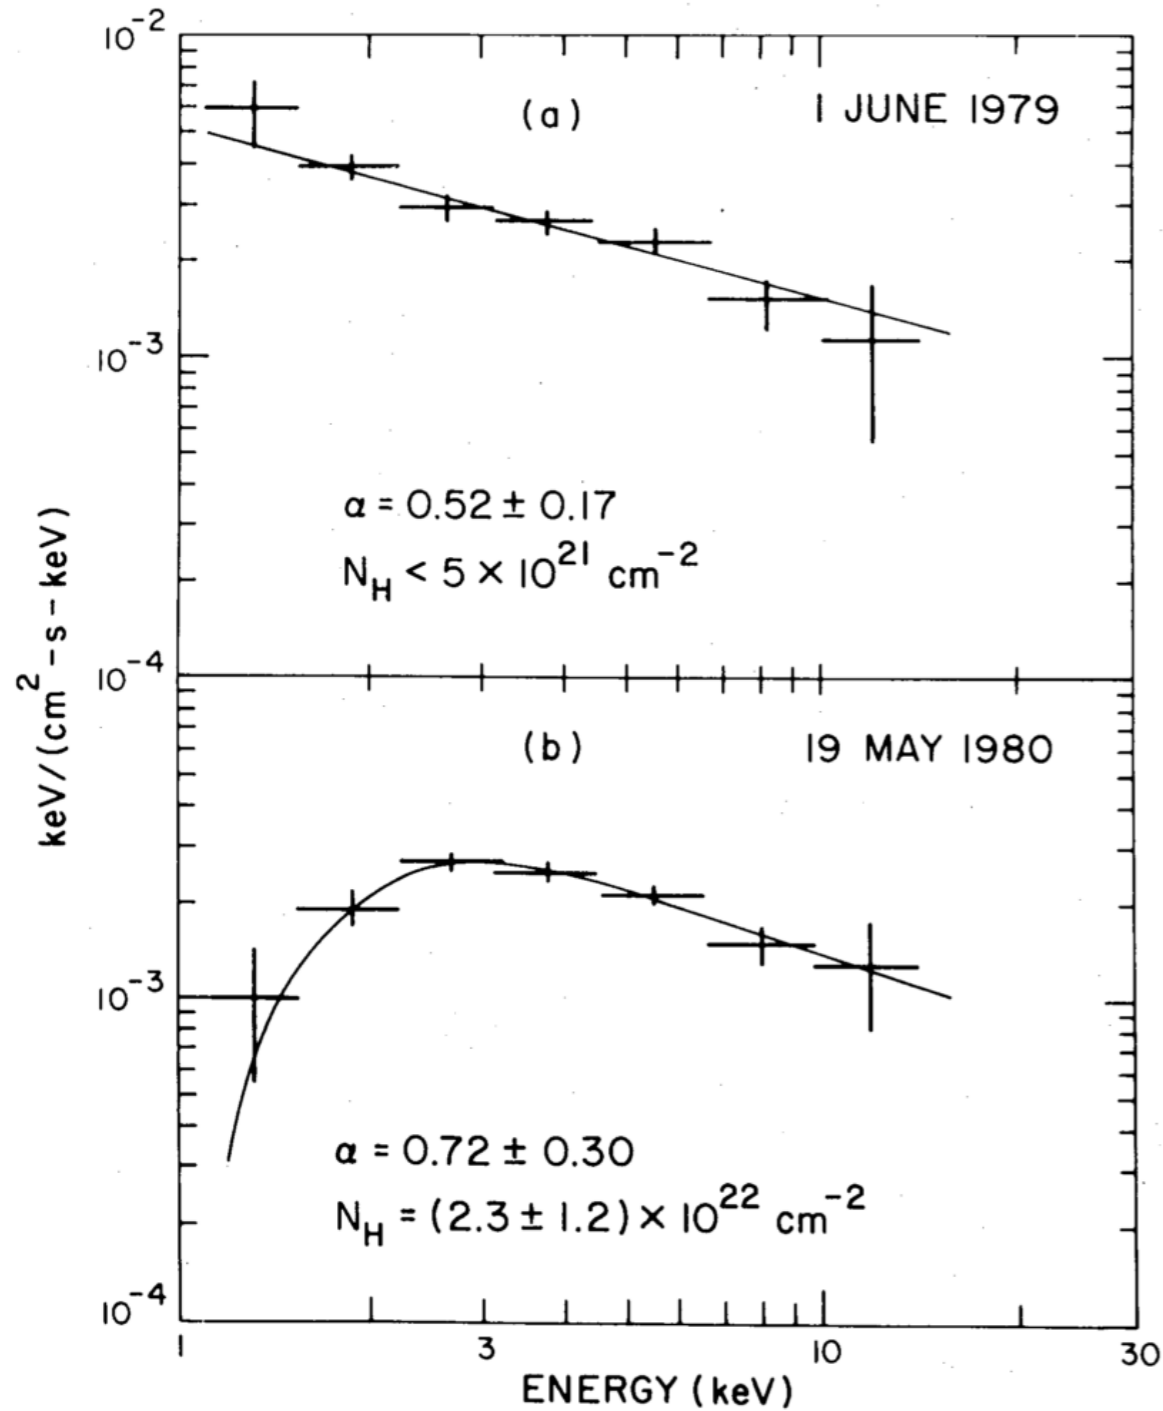 10⁻²
(a) 1 JUNE 1979
10⁻³
α = 0.52 ± 0.17
N_H < 5 × 10²¹ cm⁻²
keV/(cm²-s-keV)
10⁻⁴
(b) 19 MAY 1980
10⁻³
α = 0.72 ± 0.30
N_H = (2.3 ± 1.2) × 10²² cm⁻²
10⁻⁴
1 3 10 30
ENERGY (keV)